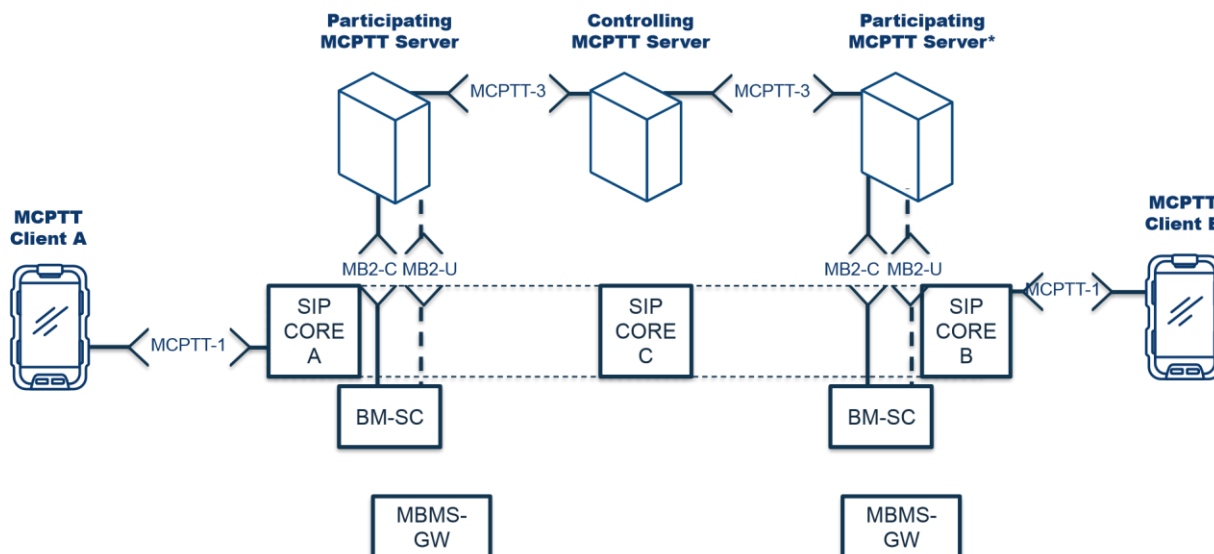 Participating
MCPTT Server
Controlling
MCPTT Server
Participating
MCPTT Server*
MCPTT-3
MCPTT-3
MCPTT
Client A
MCPTT
Client B
MB2-C
MB2-U
MB2-C
MB2-U
MCPTT-1
SIP
CORE
A
SIP
CORE
C
SIP
CORE
B
MCPTT-1
BM-SC
BM-SC
MBMS-
GW
MBMS-
GW